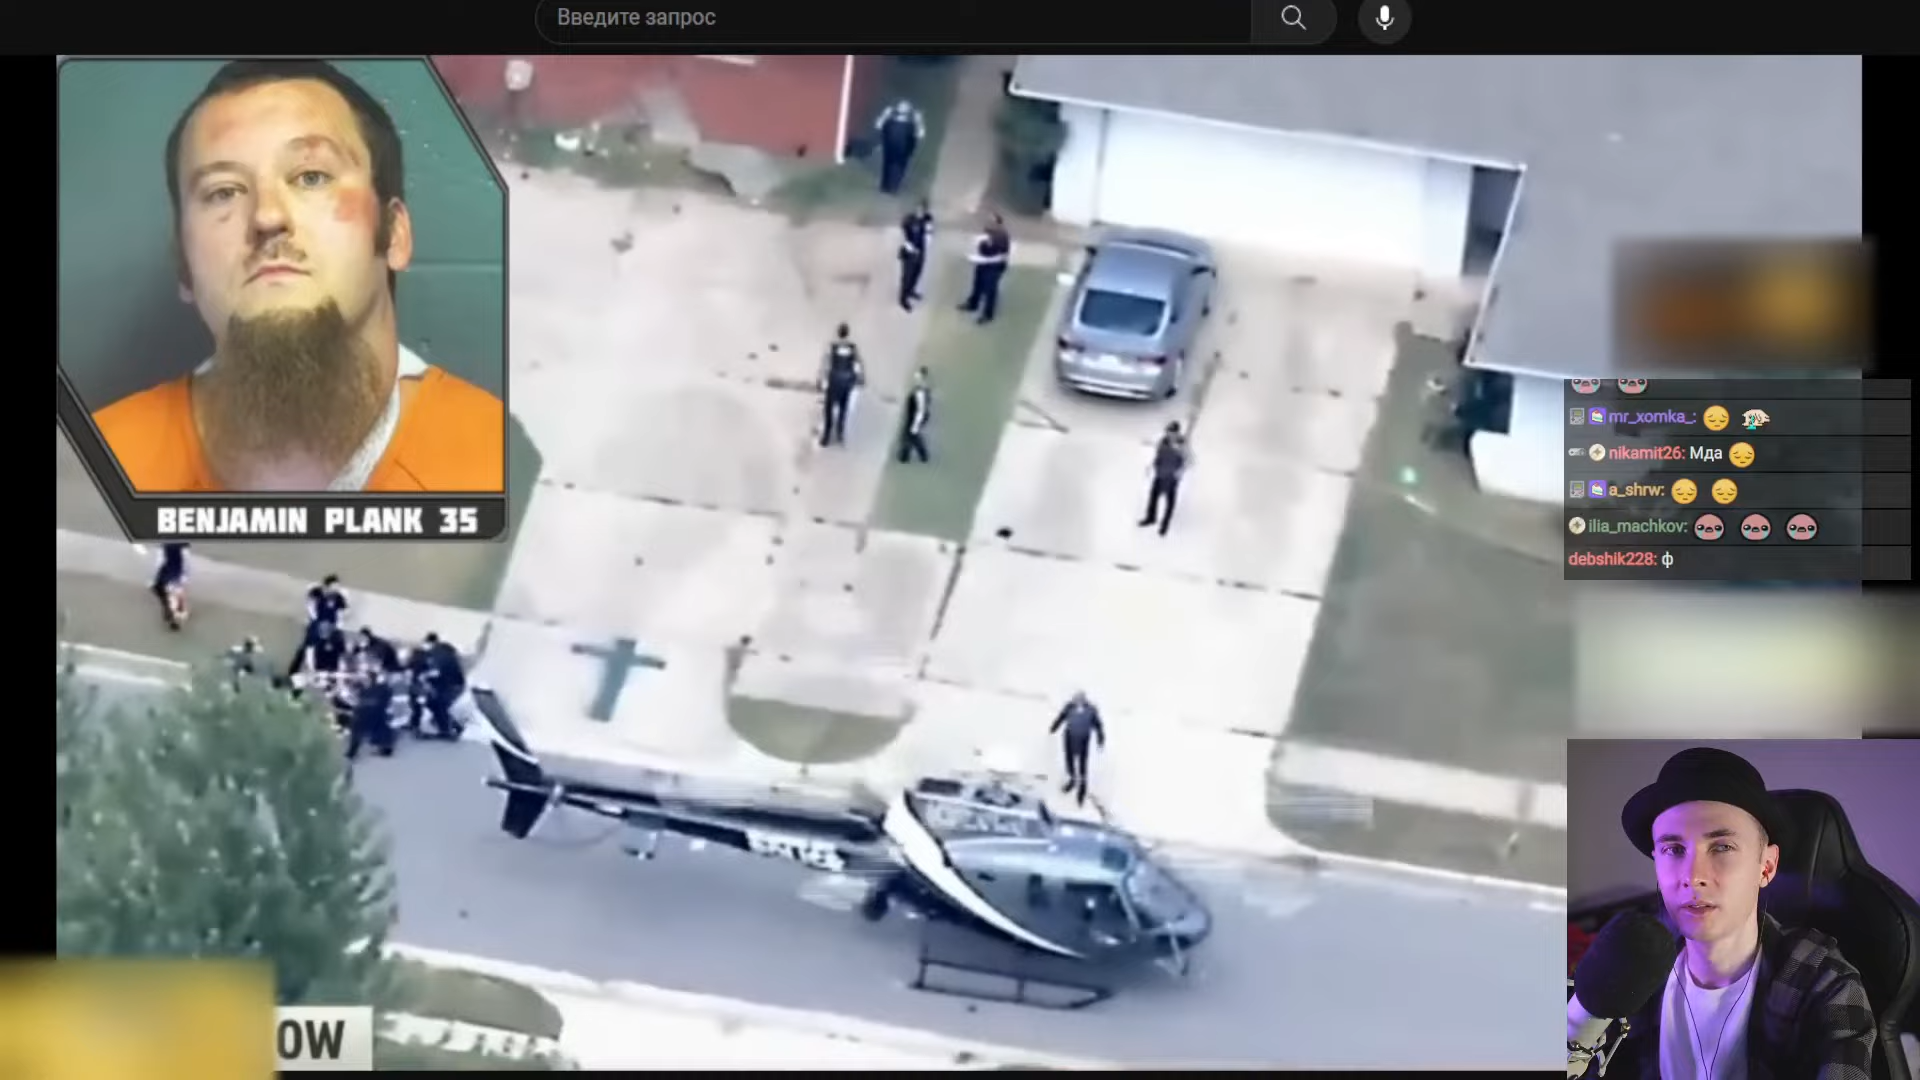 Введите запрос
BENJAMIN PLANK 35
mr_xomka_:
nikamit26: Мда
a_shrw:
ilia_machkov:
debshik228: ф
OW